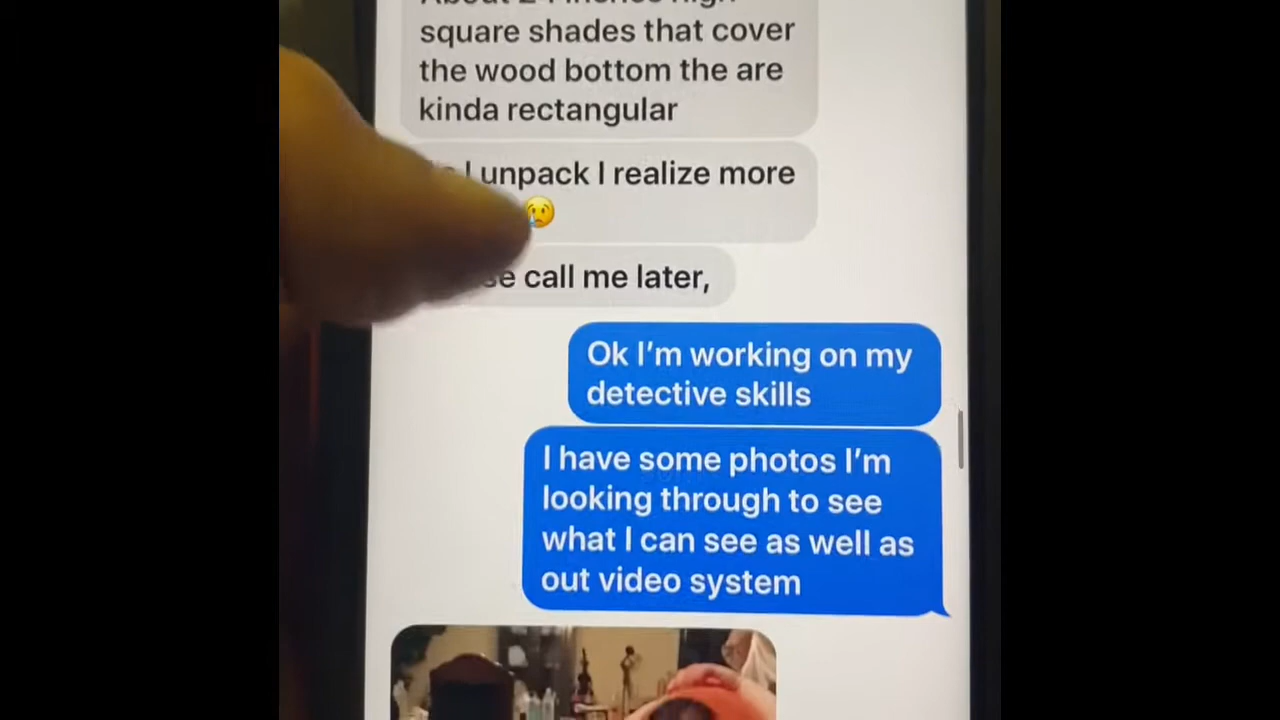 square shades that cover
the wood bottom the are
kinda rectangular
I unpack I realize more
😢
call me later,
Ok I'm working on my
detective skills
I have some photos I'm
looking through to see
what I can see as well as
out video system